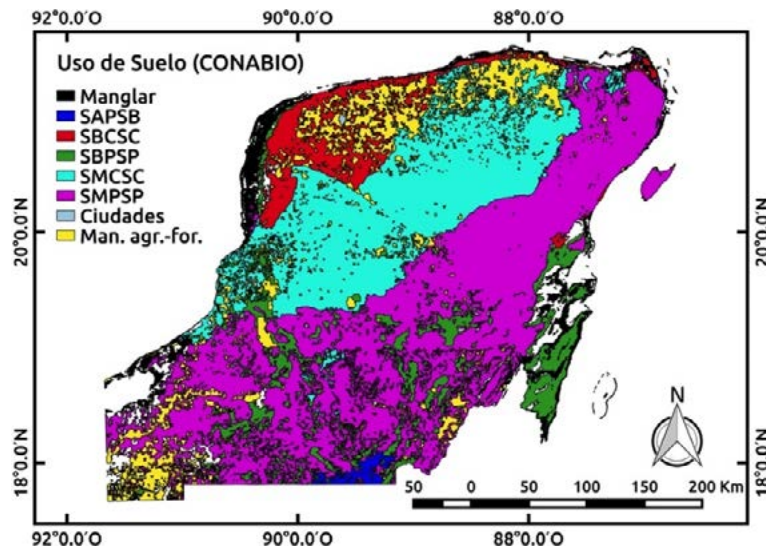 92°0.0'O 90°0.0'O 88°0.0'O
Uso de Suelo (CONABIO)
Manglar
SAPSB
SBCSC
SBPSP
SMCSC
SMPSP
Ciudades
Man. agr.-for.
20°0.0'N 20°0.0'N
N
18°0.0'N 18°0.0'N
50 0 50 100 150 200 Km
92°0.0'O 90°0.0'O 88°0.0'O